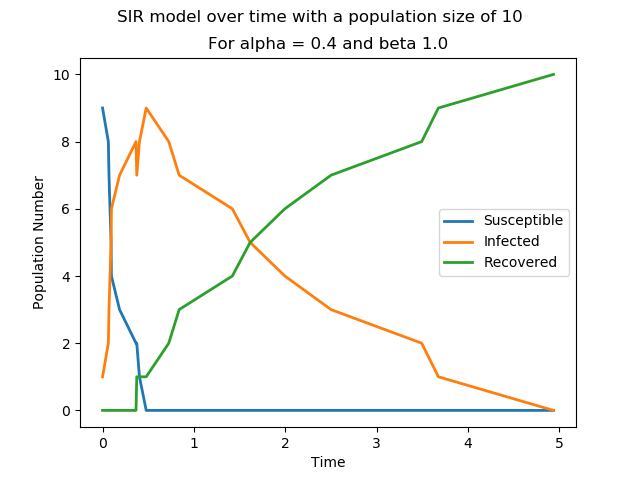 SIR model over time with a population size of 10
For alpha = 0.4 and beta 1.0
10
8
6
4
2
0
Population Number
Susceptible
Infected
Recovered
0 1 2 3 4 5
Time